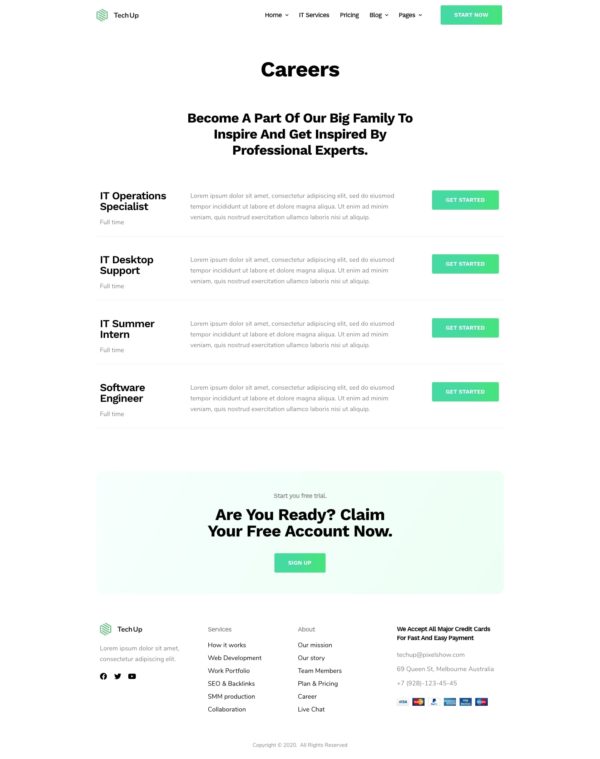 TechUp
Home
IT Services
Pricing
Blog
Pages
START NOW
Careers
Become A Part Of Our Big Family To
Inspire And Get Inspired By
Professional Experts.
IT Operations
Specialist
Full time
Lorem ipsum dolor sit amet, consectetur adipiscing elit, sed do eiusmod
tempor incididunt ut labore et dolore magna aliqua. Ut enim ad minim
veniam, quis nostrud exercitation ullamco laboris nisi ut aliquip.
GET STARTED
IT Desktop
Support
Full time
Lorem ipsum dolor sit amet, consectetur adipiscing elit, sed do eiusmod
tempor incididunt ut labore et dolore magna aliqua. Ut enim ad minim
veniam, quis nostrud exercitation ullamco laboris nisi ut aliquip.
GET STARTED
IT Summer
Intern
Full time
Lorem ipsum dolor sit amet, consectetur adipiscing elit, sed do eiusmod
tempor incididunt ut labore et dolore magna aliqua. Ut enim ad minim
veniam, quis nostrud exercitation ullamco laboris nisi ut aliquip.
GET STARTED
Software
Engineer
Full time
Lorem ipsum dolor sit amet, consectetur adipiscing elit, sed do eiusmod
tempor incididunt ut labore et dolore magna aliqua. Ut enim ad minim
veniam, quis nostrud exercitation ullamco laboris nisi ut aliquip.
GET STARTED
Start you free trial.
Are You Ready? Claim
Your Free Account Now.
SIGN UP
TechUp
Lorem ipsum dolor sit amet,
consectetur adipiscing elit.
Services
How it works
Web Development
Work Portfolio
SEO & Backlinks
SMM production
Collaboration
About
Our mission
Our story
Team Members
Plan & Pricing
Career
Live Chat
We Accept All Major Credit Cards
For Fast And Easy Payment
techup@pixelshow.com
69 Queen St, Melbourne Australia
+7 (928)-123-45-45
VISA
Copyright © 2020. All Rights Reserved